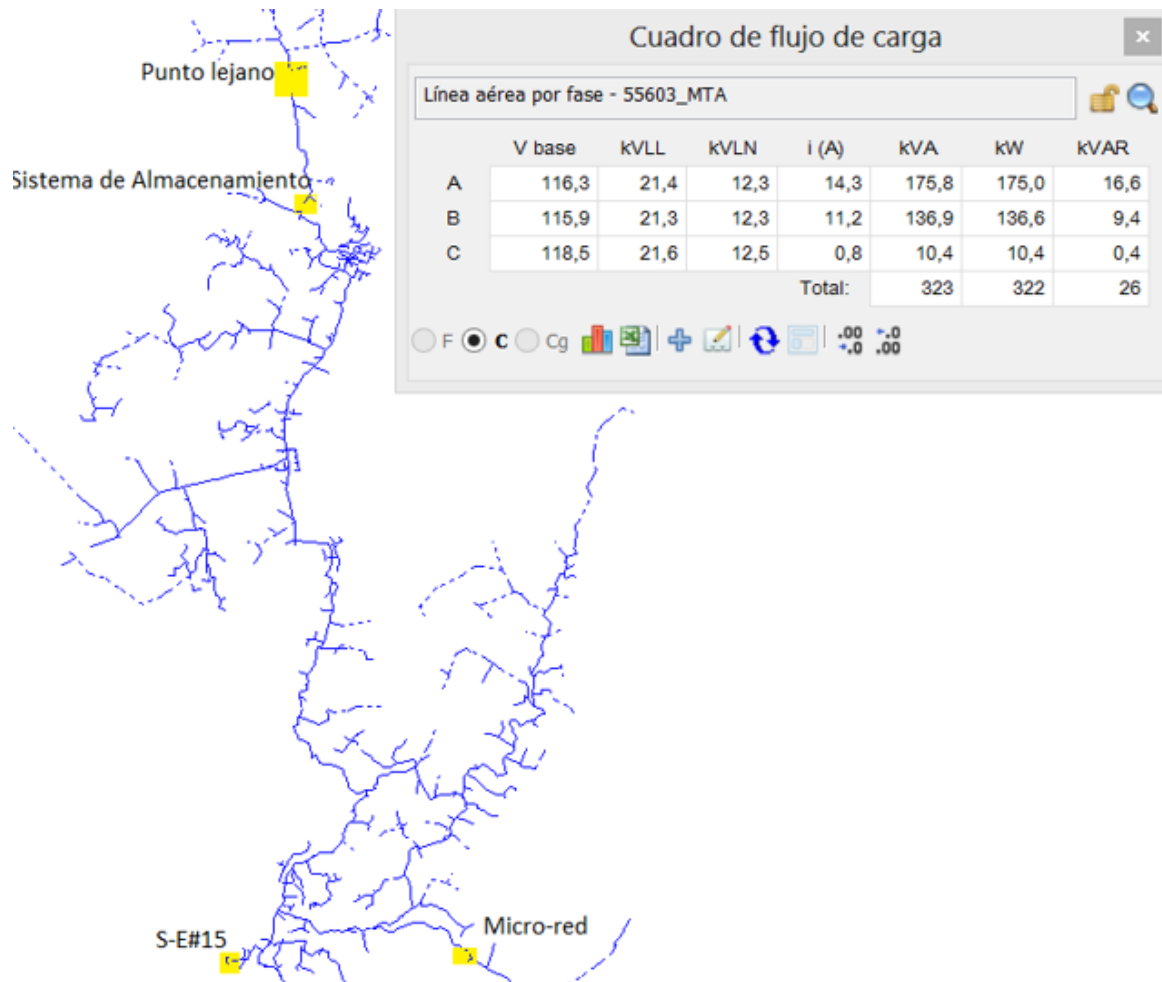 Cuadro de flujo de carga
Punto lejano
Línea aérea por fase - 55603_MTA
V base kVLL kVLN i (A) kVA kW kVAR
A 116,3 21,4 12,3 14,3 175,8 175,0 16,6
B 115,9 21,3 12,3 11,2 136,9 136,6 9,4
C 118,5 21,6 12,5 0,8 10,4 10,4 0,4
Total: 323 322 26
Sistema de Almacenamiento
F C Cg .00 .0 .0 .00
Micro-red
S-E#15